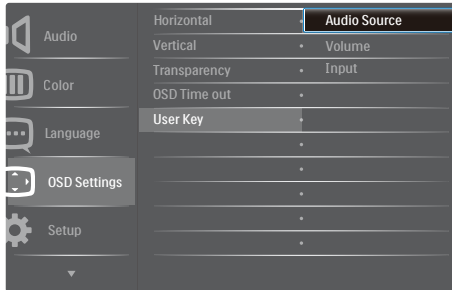 Audio
Color
Language
OSD Settings
Setup
Horizontal
Vertical
Transparency
OSD Time out
User Key
Audio Source
Volume
Input